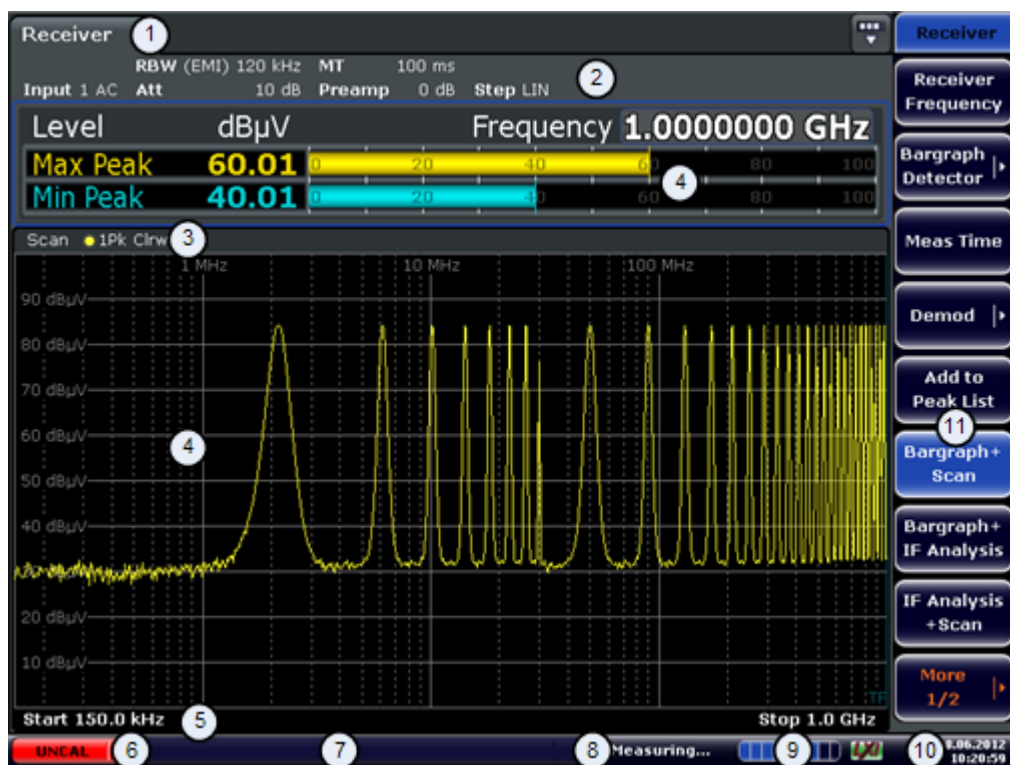 Receiver 1 Receiver
RBW (EMI) 120 kHz MT 100 ms 2
Input 1 AC Att 10 dB Preamp 0 dB Step LIN
Receiver Frequency
Level dBµV Frequency 1.0000000 GHz
Max Peak 60.01 0 20 40 60 80 100
4
Min Peak 40.01 0 20 40 60 80 100
Bargraph Detector
Scan 1Pk Clrw 3
Meas Time
1 MHz 10 MHz 100 MHz
90 dBµV
Demod
80 dBµV
70 dBµV
Add to Peak List
11
60 dBµV
4
Bargraph+ Scan
50 dBµV
40 dBµV
Bargraph+ IF Analysis
20 dBµV
IF Analysis +Scan
10 dBµV
More 1/2
TF
Start 150.0 kHz 5 Stop 1.0 GHz
UNCAL 6 7 8 Measuring... 9 LXI 10 .06.2012
10:20:59